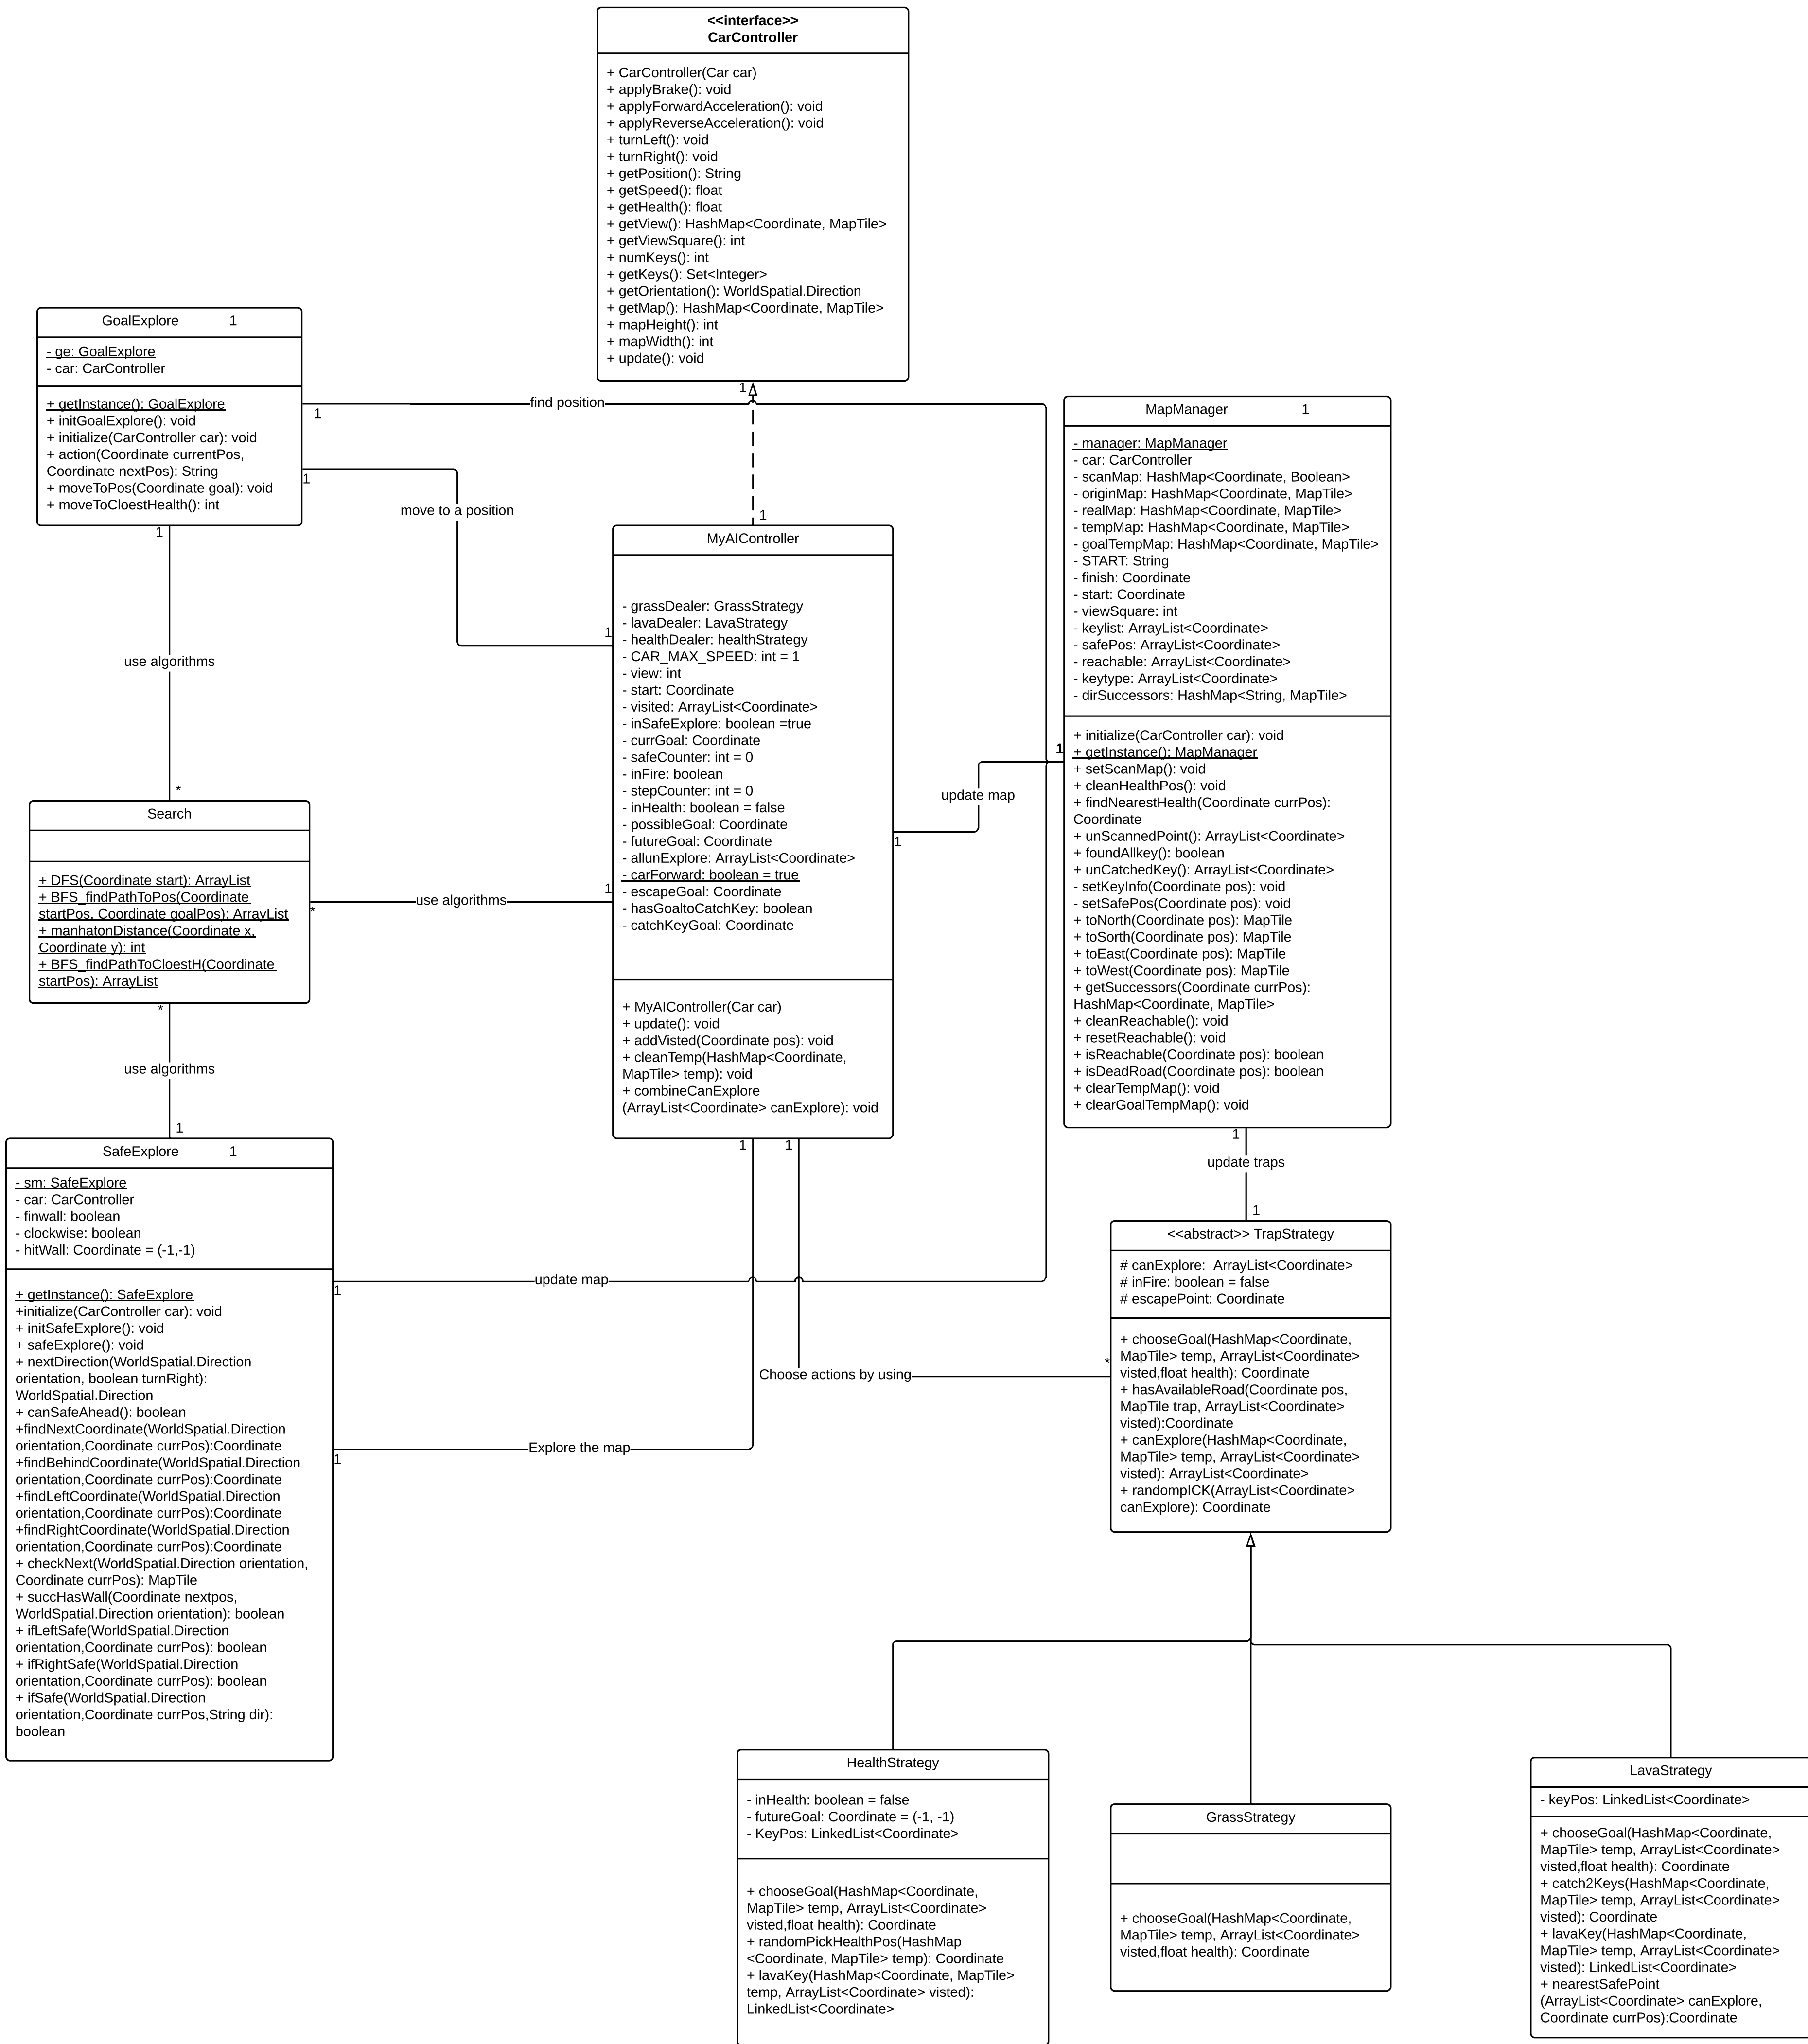 <<interface>>
CarController
+ CarController(Car car)
+ applyBrake(): void
+ applyForwardAcceleration(): void
+ applyReverseAcceleration(): void
+ turnLeft(): void
+ turnRight(): void
+ getPosition(): String
+ getSpeed(): float
+ getHealth(): float
+ getView(): HashMap<Coordinate, MapTile>
+ getViewSquare(): int
+ numKeys(): int
+ getKeys(): Set<Integer>
+ getOrientation(): WorldSpatial.Direction
+ getMap(): HashMap<Coordinate, MapTile>
+ mapHeight(): int
+ mapWidth(): int
+ update(): void
1
GoalExplore 1
- ge: GoalExplore
- car: CarController
+ getInstance(): GoalExplore
+ initGoalExplore(): void
+ initialize(CarController car): void
+ action(Coordinate currentPos,
Coordinate nextPos): String
+ moveToPos(Coordinate goal): void
+ moveToCloestHealth(): int
1
find position
1
move to a position
1
1
use algorithms
*
1
MyAIController
- grassDealer: GrassStrategy
- lavaDealer: LavaStrategy
- healthDealer: healthStrategy
- CAR_MAX_SPEED: int = 1
- view: int
- start: Coordinate
- visited: ArrayList<Coordinate>
- inSafeExplore: boolean =true
- currGoal: Coordinate
- safeCounter: int = 0
- inFire: boolean
- stepCounter: int = 0
- inHealth: boolean = false
- possibleGoal: Coordinate
- futureGoal: Coordinate
- allunExplore: ArrayList<Coordinate>
- carForward: boolean = true
- escapeGoal: Coordinate
- hasGoaltoCatchKey: boolean
- catchKeyGoal: Coordinate
+ MyAIController(Car car)
+ update(): void
+ addVisted(Coordinate pos): void
+ cleanTemp(HashMap<Coordinate,
MapTile> temp): void
+ combineCanExplore
(ArrayList<Coordinate> canExplore): void
1
update map
1
MapManager 1
- manager: MapManager
- car: CarController
- scanMap: HashMap<Coordinate, Boolean>
- originMap: HashMap<Coordinate, MapTile>
- realMap: HashMap<Coordinate, MapTile>
- tempMap: HashMap<Coordinate, MapTile>
- goalTempMap: HashMap<Coordinate, MapTile>
- START: String
- finish: Coordinate
- start: Coordinate
- viewSquare: int
- keylist: ArrayList<Coordinate>
- safePos: ArrayList<Coordinate>
- reachable: ArrayList<Coordinate>
- keytype: ArrayList<Coordinate>
- dirSuccessors: HashMap<String, MapTile>
+ initialize(CarController car): void
+ getInstance(): MapManager
+ setScanMap(): void
+ cleanHealthPos(): void
+ findNearestHealth(Coordinate currPos):
Coordinate
+ unScannedPoint(): ArrayList<Coordinate>
+ foundAllkey(): boolean
+ unCatchedKey(): ArrayList<Coordinate>
- setKeyInfo(Coordinate pos): void
- setSafePos(Coordinate pos): void
+ toNorth(Coordinate pos): MapTile
+ toSorth(Coordinate pos): MapTile
+ toEast(Coordinate pos): MapTile
+ toWest(Coordinate pos): MapTile
+ getSuccessors(Coordinate currPos):
HashMap<Coordinate, MapTile>
+ cleanReachable(): void
+ resetReachable(): void
+ isReachable(Coordinate pos): boolean
+ isDeadRoad(Coordinate pos): boolean
+ clearTempMap(): void
+ clearGoalTempMap(): void
Search
+ DFS(Coordinate start): ArrayList
+ BFS_findPathToPos(Coordinate
startPos, Coordinate goalPos): ArrayList
+ manhatonDistance(Coordinate x,
Coordinate y): int
+ BFS_findPathToCloestH(Coordinate
startPos): ArrayList
*
use algorithms
1
*
use algorithms
1
SafeExplore 1
- sm: SafeExplore
- car: CarController
- finwall: boolean
- clockwise: boolean
- hitWall: Coordinate = (-1,-1)
+ getInstance(): SafeExplore
+initialize(CarController car): void
+ initSafeExplore(): void
+ safeExplore(): void
+ nextDirection(WorldSpatial.Direction
orientation, boolean turnRight):
WorldSpatial.Direction
+ canSafeAhead(): boolean
+findNextCoordinate(WorldSpatial.Direction
orientation,Coordinate currPos):Coordinate
+findBehindCoordinate(WorldSpatial.Direction
orientation,Coordinate currPos):Coordinate
+findLeftCoordinate(WorldSpatial.Direction
orientation,Coordinate currPos):Coordinate
+findRightCoordinate(WorldSpatial.Direction
orientation,Coordinate currPos):Coordinate
+ checkNext(WorldSpatial.Direction orientation,
Coordinate currPos): MapTile
+ succHasWall(Coordinate nextpos,
WorldSpatial.Direction orientation): boolean
+ ifLeftSafe(WorldSpatial.Direction
orientation,Coordinate currPos): boolean
+ ifRightSafe(WorldSpatial.Direction
orientation,Coordinate currPos): boolean
+ ifSafe(WorldSpatial.Direction
orientation,Coordinate currPos,String dir):
boolean
1
update map
1
Explore the map
1
1
Choose actions by using
*
1
update traps
1
<<abstract>> TrapStrategy
# canExplore: ArrayList<Coordinate>
# inFire: boolean = false
# escapePoint: Coordinate
+ chooseGoal(HashMap<Coordinate,
MapTile> temp, ArrayList<Coordinate>
visted,float health): Coordinate
+ hasAvailableRoad(Coordinate pos,
MapTile trap, ArrayList<Coordinate>
visted):Coordinate
+ canExplore(HashMap<Coordinate,
MapTile> temp, ArrayList<Coordinate>
visted): ArrayList<Coordinate>
+ randompICK(ArrayList<Coordinate>
canExplore): Coordinate
HealthStrategy
- inHealth: boolean = false
- futureGoal: Coordinate = (-1, -1)
- KeyPos: LinkedList<Coordinate>
+ chooseGoal(HashMap<Coordinate,
MapTile> temp, ArrayList<Coordinate>
visted,float health): Coordinate
+ randomPickHealthPos(HashMap
<Coordinate, MapTile> temp): Coordinate
+ lavaKey(HashMap<Coordinate, MapTile>
temp, ArrayList<Coordinate> visted):
LinkedList<Coordinate>
GrassStrategy
+ chooseGoal(HashMap<Coordinate,
MapTile> temp, ArrayList<Coordinate>
visted,float health): Coordinate
LavaStrategy
- keyPos: LinkedList<Coordinate>
+ chooseGoal(HashMap<Coordinate,
MapTile> temp, ArrayList<Coordinate>
visted,float health): Coordinate
+ catch2Keys(HashMap<Coordinate,
MapTile> temp, ArrayList<Coordinate>
visted): Coordinate
+ lavaKey(HashMap<Coordinate,
MapTile> temp, ArrayList<Coordinate>
visted): LinkedList<Coordinate>
+ nearestSafePoint
(ArrayList<Coordinate> canExplore,
Coordinate currPos):Coordinate